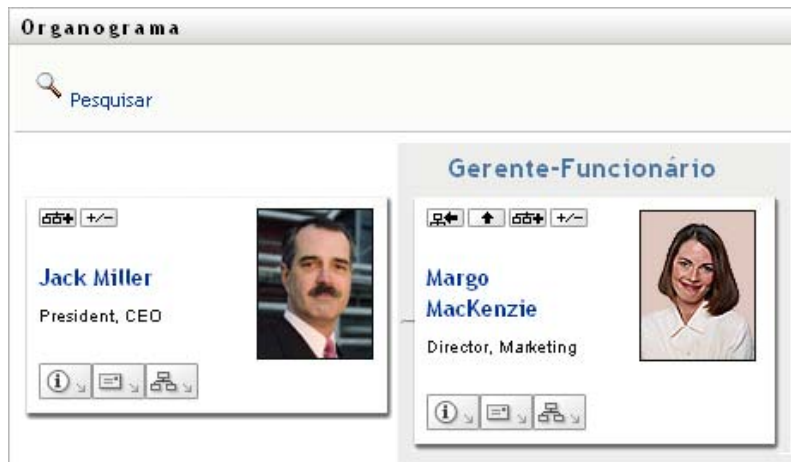 Organograma
Pesquisar
Gerente-Funcionário
+/-
Jack Miller
President, CEO
+/-
Margo
MacKenzie
Director, Marketing